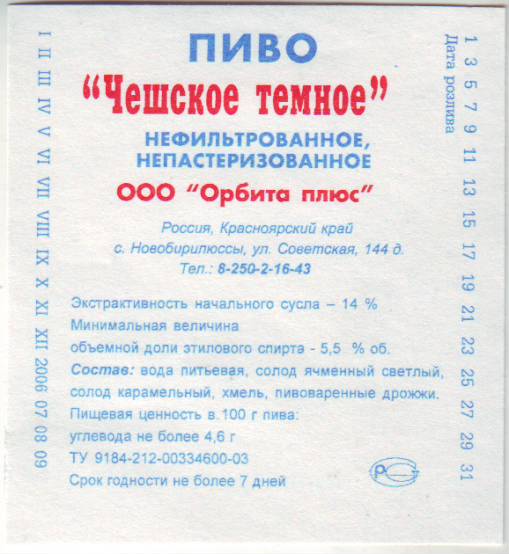 ПИВО
“Чешское темное”
НЕФИЛЬТРОВАННОЕ,
НЕПАСТЕРИЗОВАННОЕ
ООО “Орбита плюс”
Россия, Красноярский край
с. Новобирилюссы, ул. Советская, 144 д.
Тел.: 8-250-2-16-43
Экстрактивность начального сусла – 14 %
Минимальная величина
объемной доли этилового спирта - 5,5 % об.
Состав: вода питьевая, солод ячменный светлый,
солод карамельный, хмель, пивоваренные дрожжи.
Пищевая ценность в.100 г пива:
углевода не более 4,6 г
ТУ 9184-212-00334600-03
Срок годности не более 7 дней
I II III IV V VI VII VIII IX X XI XII 2006 07 08 09
1 3 5 7 9 11 13 15 17 19 21 23 25 27 29 31
Дата розлива
РС